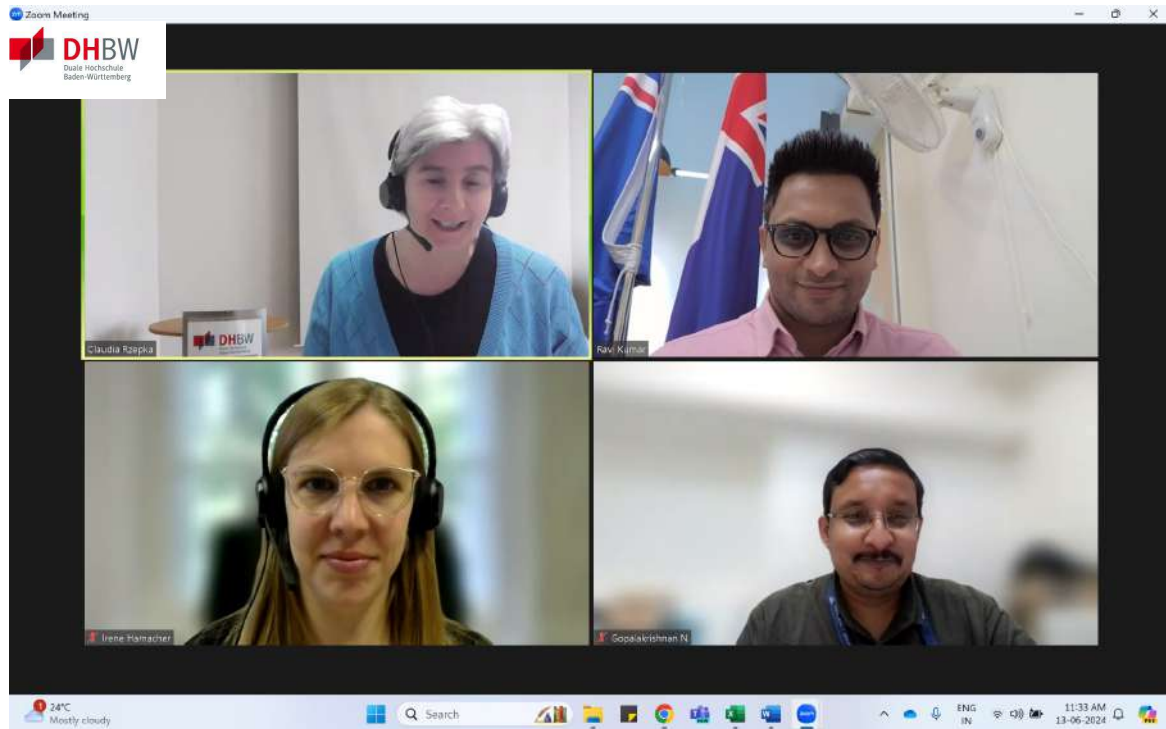 Zoom Meeting
DHBW
Duale Hochschule
Baden-Württemberg
DHBW
Claudia Rzepka
Ravi Kumar
Irene Hamacher
Gopalakrishnan N
24°C
Mostly cloudy
Search
ENG
IN
11:33 AM
13-06-2024